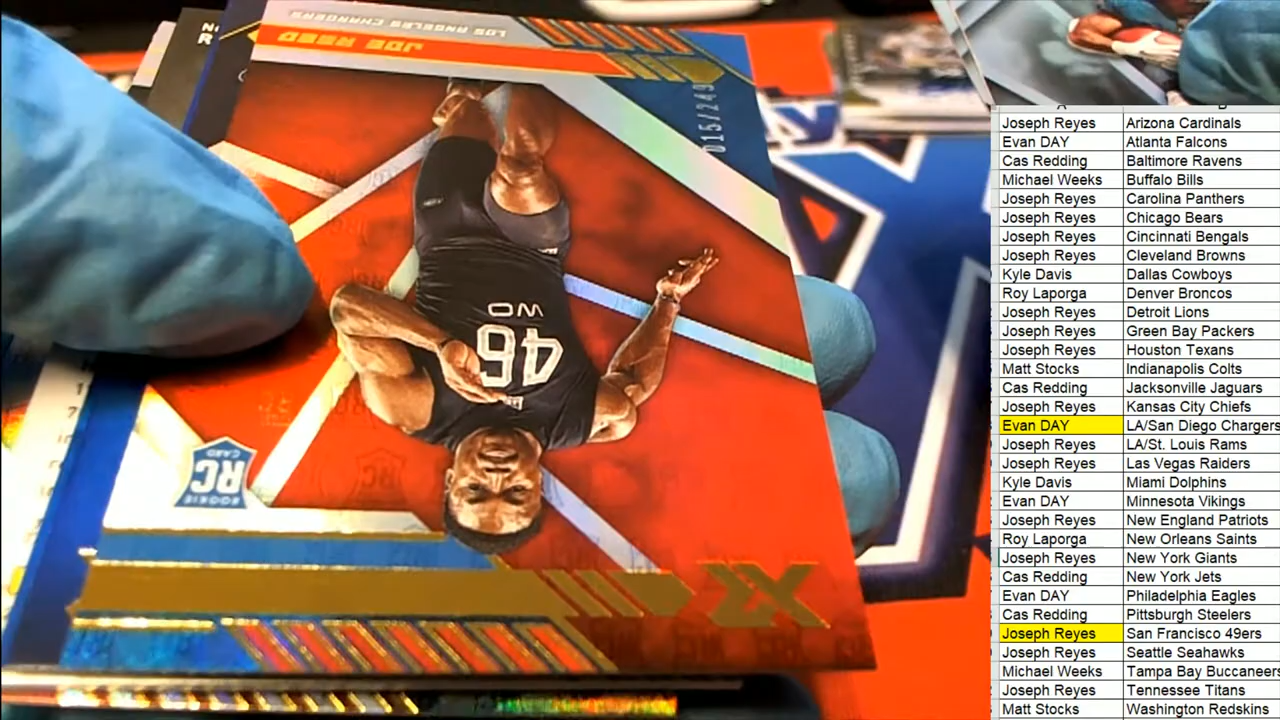 LOS ANGELES CHARGERS
JOE REED
015/249
WO
46
RC
ROOKIE
CARD
XR
Joseph Reyes Arizona Cardinals
Evan DAY Atlanta Falcons
Cas Redding Baltimore Ravens
Michael Weeks Buffalo Bills
Joseph Reyes Carolina Panthers
Joseph Reyes Chicago Bears
Joseph Reyes Cincinnati Bengals
Joseph Reyes Cleveland Browns
Kyle Davis Dallas Cowboys
Roy Laporga Denver Broncos
Joseph Reyes Detroit Lions
Joseph Reyes Green Bay Packers
Joseph Reyes Houston Texans
Matt Stocks Indianapolis Colts
Cas Redding Jacksonville Jaguars
Joseph Reyes Kansas City Chiefs
Evan DAY LA/San Diego Chargers
Joseph Reyes LA/St. Louis Rams
Joseph Reyes Las Vegas Raiders
Kyle Davis Miami Dolphins
Evan DAY Minnesota Vikings
Joseph Reyes New England Patriots
Roy Laporga New Orleans Saints
Joseph Reyes New York Giants
Cas Redding New York Jets
Evan DAY Philadelphia Eagles
Cas Redding Pittsburgh Steelers
Joseph Reyes San Francisco 49ers
Joseph Reyes Seattle Seahawks
Michael Weeks Tampa Bay Buccaneers
Joseph Reyes Tennessee Titans
Matt Stocks Washington Redskins